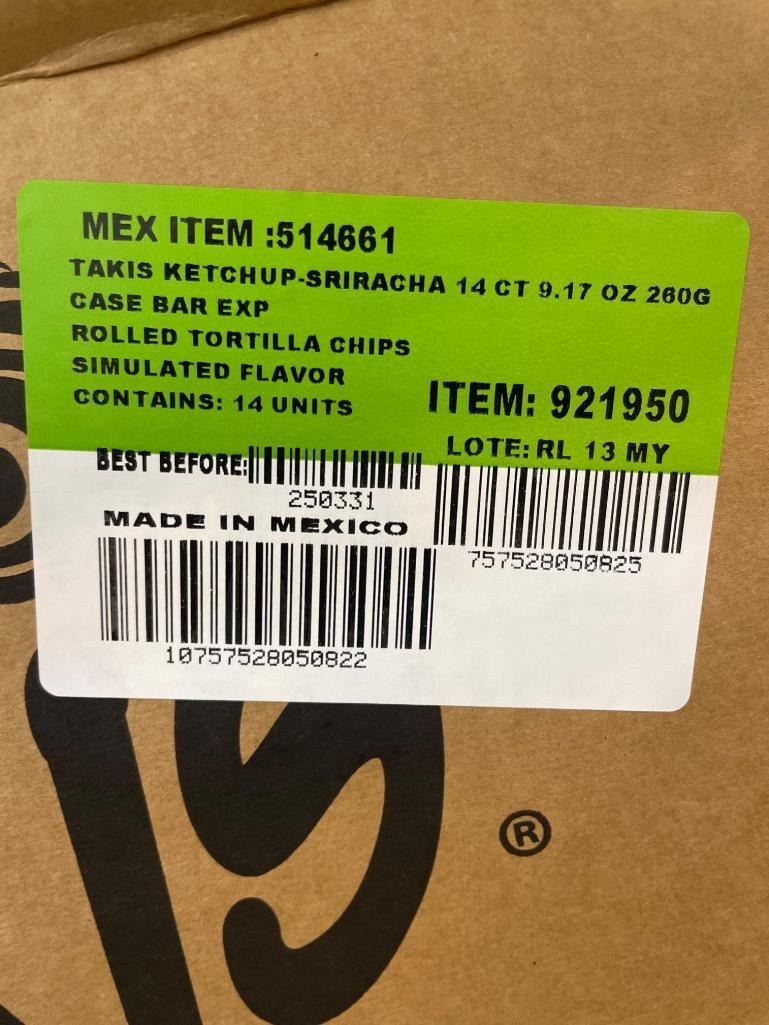 MEX ITEM :514661
TAKIS KETCHUP-SRIRACHA 14 CT 9.17 OZ 260G
CASE BAR EXP
ROLLED TORTILLA CHIPS
SIMULATED FLAVOR
CONTAINS: 14 UNITS
ITEM: 921950
LOTE: RL 13 MY
BEST BEFORE:
250331
MADE IN MEXICO
757528050825
10757528050822
®